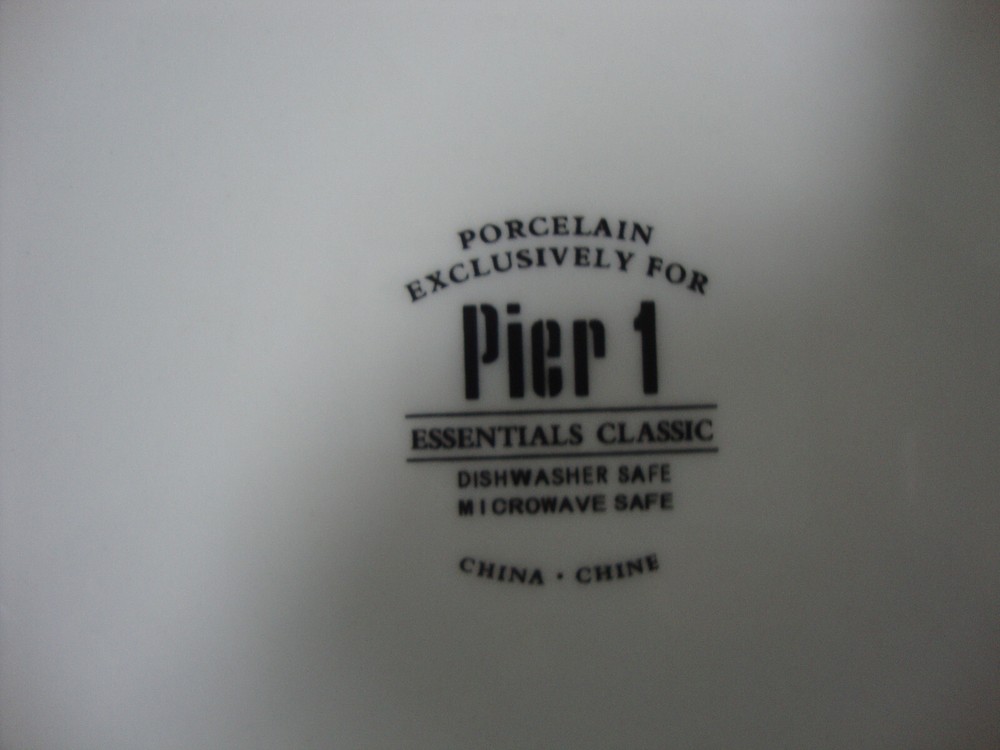 PORCELAIN
EXCLUSIVELY FOR
Pier 1
ESSENTIALS CLASSIC
DISHWASHER SAFE
MICROWAVE SAFE
CHINA · CHINE